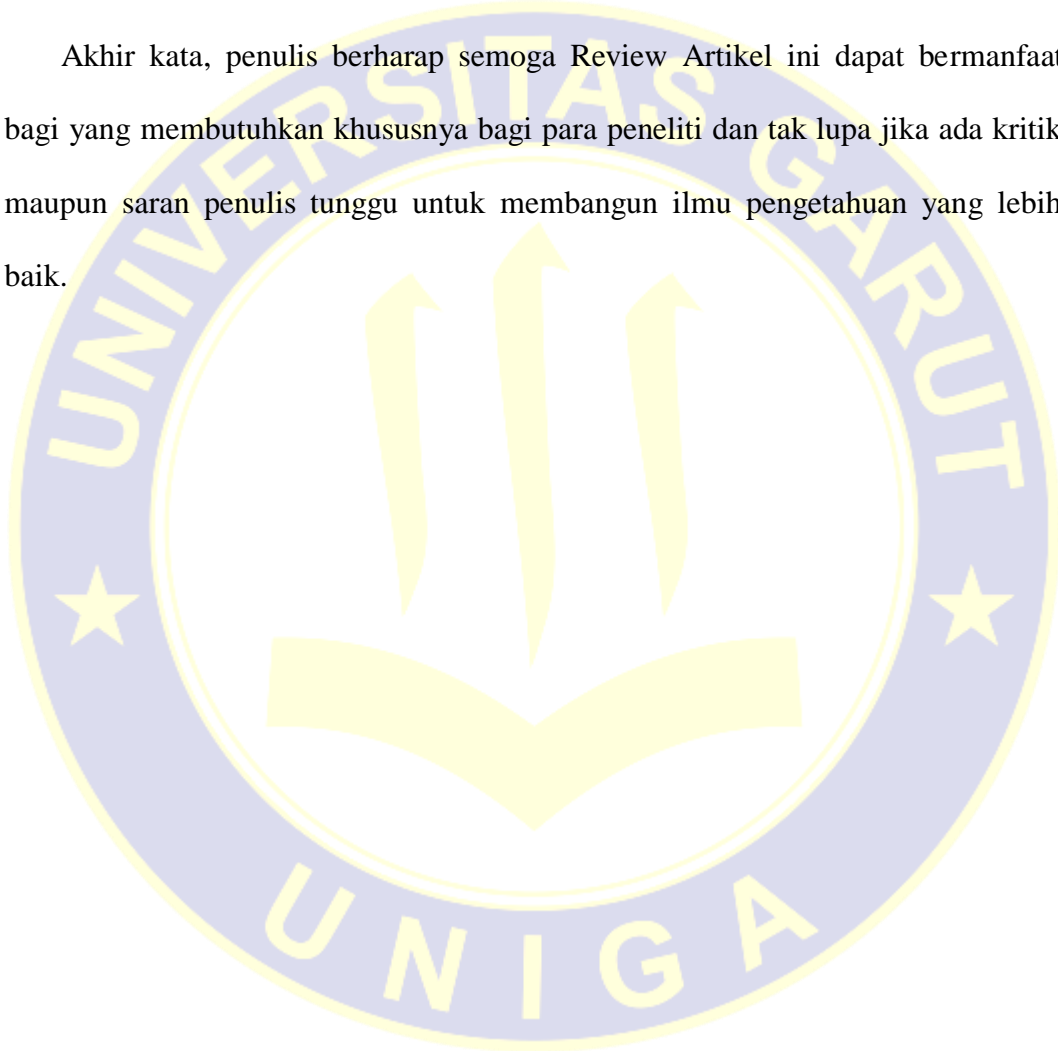 Akhir kata, penulis berharap semoga Review Artikel ini dapat bermanfaat
bagi yang membutuhkan khususnya bagi para peneliti dan tak lupa jika ada kritik
maupun saran penulis tunggu untuk membangun ilmu pengetahuan yang lebih
baik.
UNIVERSITAS GARUT
UNIGA